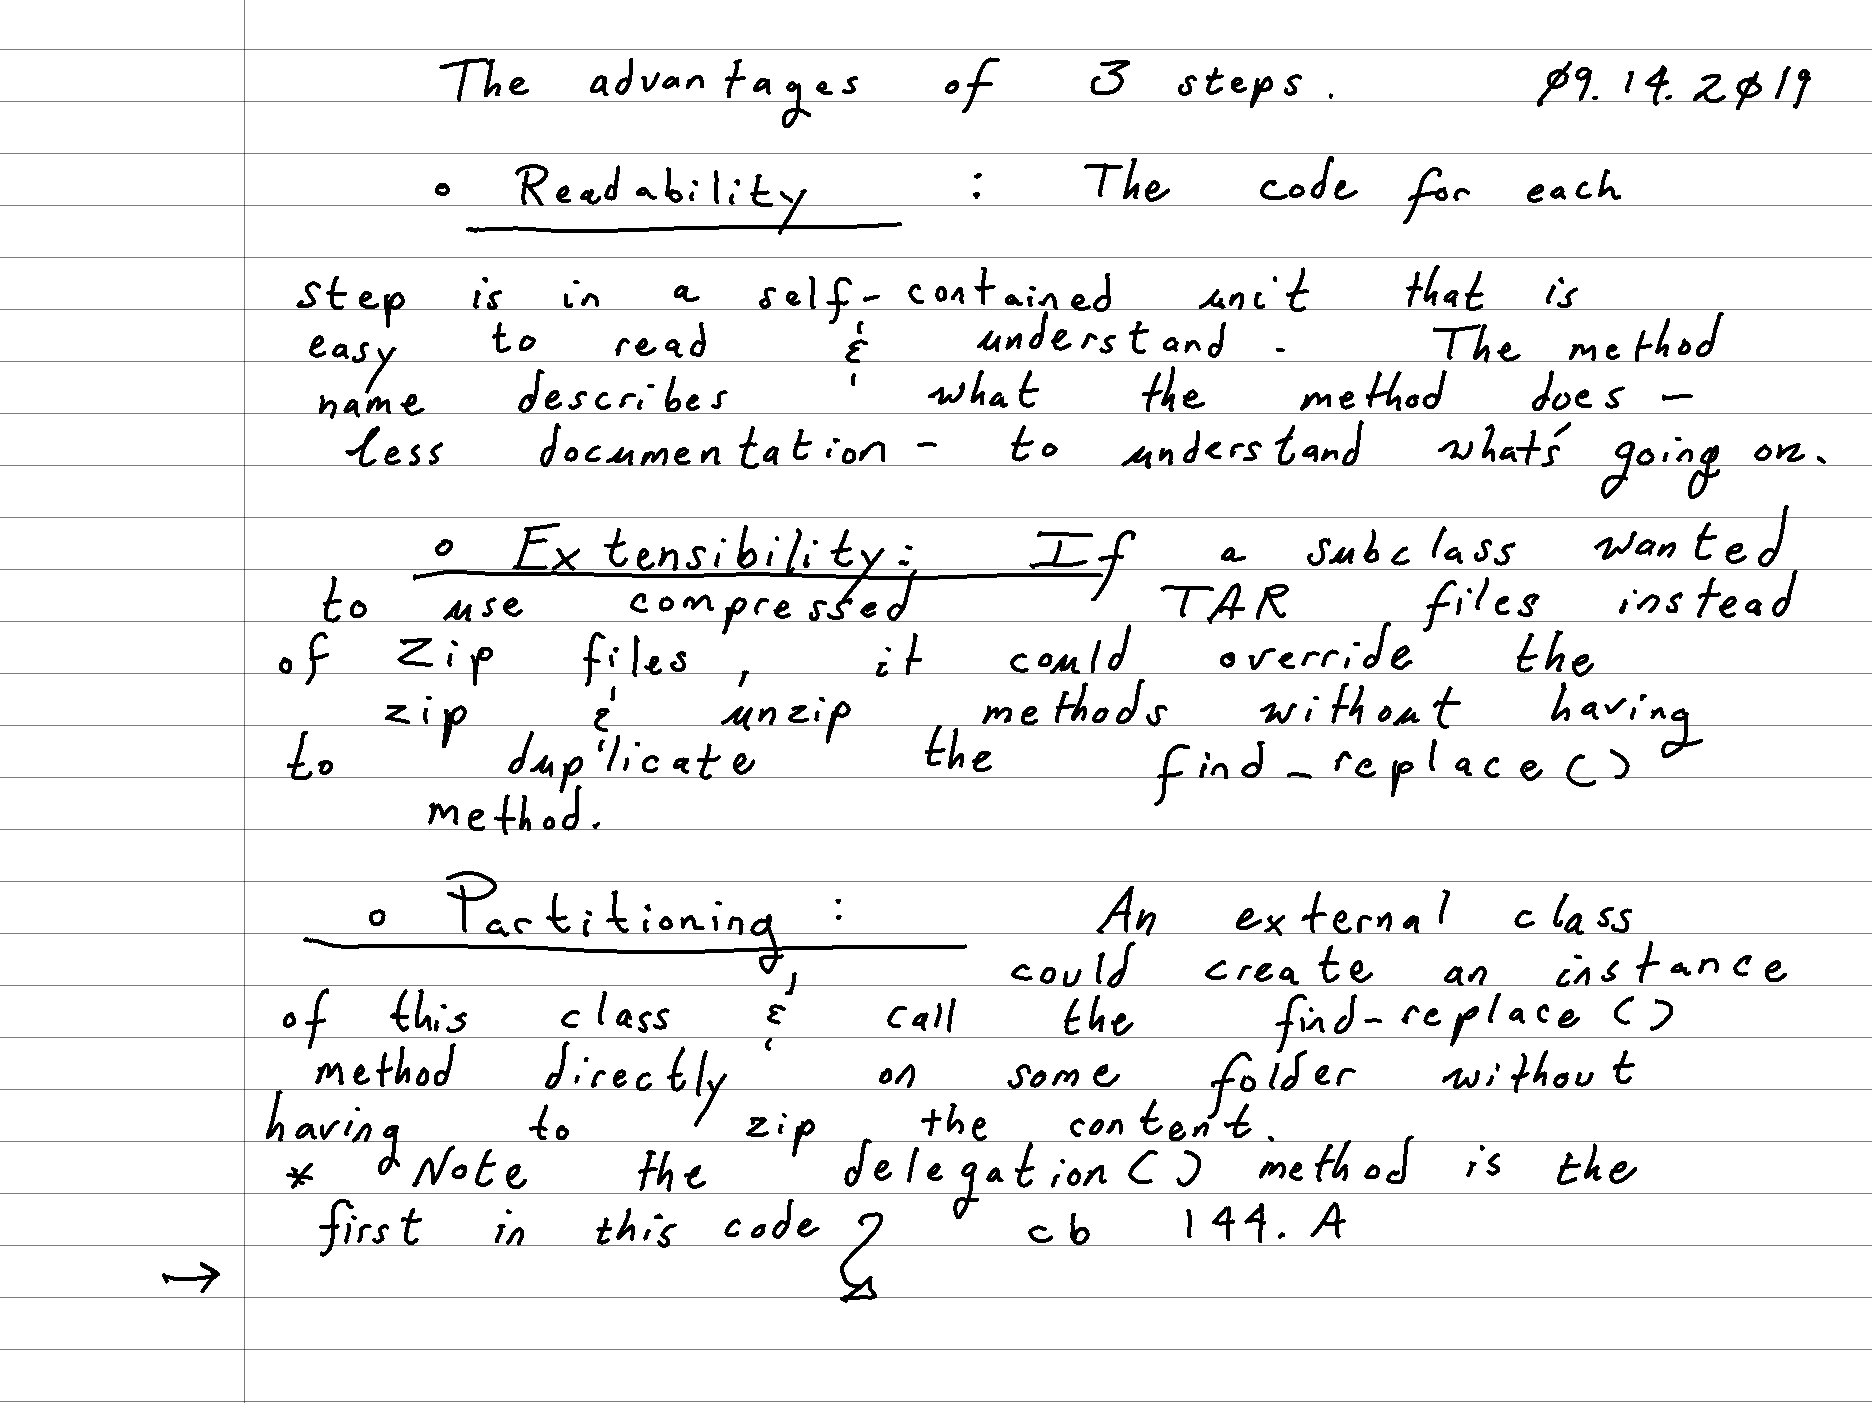 The advantages of 3 steps. 09.14.2019
• Readability : The code for each
step is in a self-contained unit that is
easy to read & understand. The method
name describes what the method does -
less documentation - to understand what's going on.
• Extensibility: If a subclass wanted
to use compressed TAR files instead
of Zip files, it could override the
zip & unzip methods without having
to duplicate the find_replace()
method.
• Partitioning : An external class
could create an instance
of this class & call the find-replace()
method directly on some folder without
having to zip the content.
* Note the delegation() method is the
first in this code cb 144.A
→